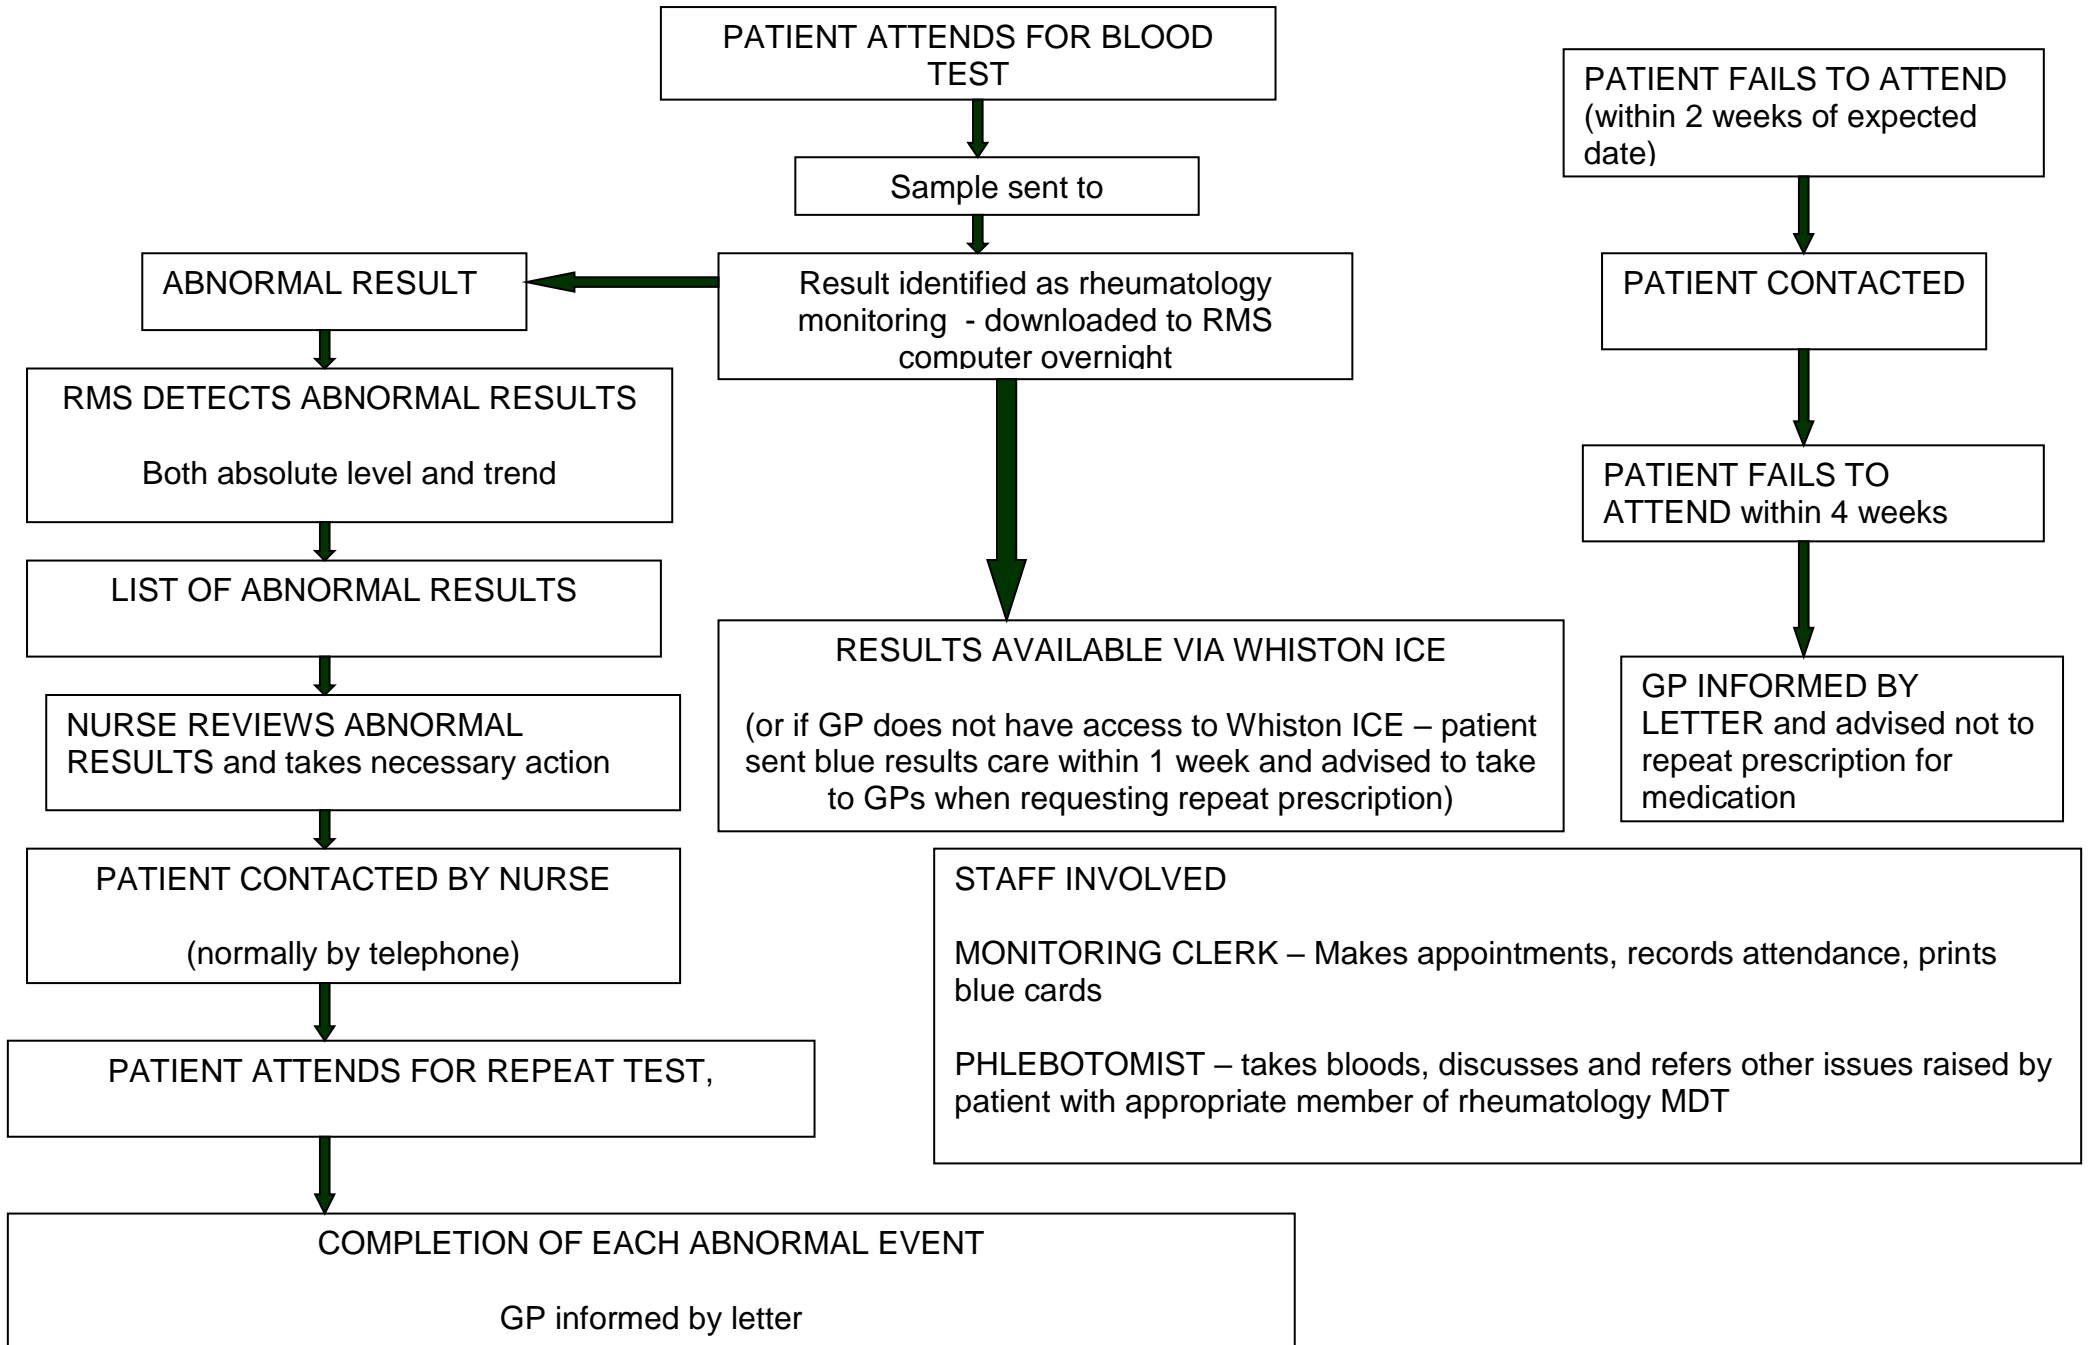 PATIENT ATTENDS FOR BLOOD
TEST
Sample sent to
Result identified as rheumatology
monitoring  - downloaded to RMS
computer overnight
ABNORMAL RESULT
RMS DETECTS ABNORMAL RESULTS
Both absolute level and trend
LIST OF ABNORMAL RESULTS
NURSE REVIEWS ABNORMAL
RESULTS and takes necessary action
PATIENT CONTACTED BY NURSE
(normally by telephone)
PATIENT ATTENDS FOR REPEAT TEST,
COMPLETION OF EACH ABNORMAL EVENT
GP informed by letter
RESULTS AVAILABLE VIA WHISTON ICE
(or if GP does not have access to Whiston ICE – patient
sent blue results care within 1 week and advised to take
to GPs when requesting repeat prescription)
PATIENT FAILS TO ATTEND
(within 2 weeks of expected
date)
PATIENT CONTACTED
PATIENT FAILS TO
ATTEND within 4 weeks
GP INFORMED BY
LETTER and advised not to
repeat prescription for
medication
STAFF INVOLVED
MONITORING CLERK – Makes appointments, records attendance, prints
blue cards
PHLEBOTOMIST – takes bloods, discusses and refers other issues raised by
patient with appropriate member of rheumatology MDT